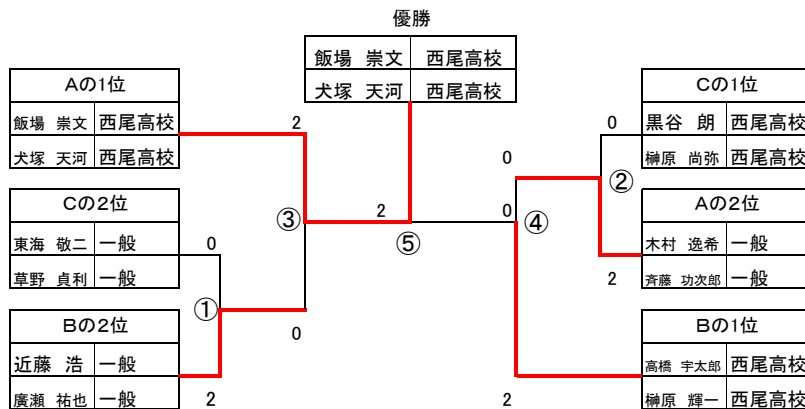 優勝
飯場 崇文 西尾高校
犬塚 天河 西尾高校
Aの1位
飯場 崇文 西尾高校
犬塚 天河 西尾高校
Cの2位
東海 敬二 一般
草野 貞利 一般
Bの2位
近藤 浩 一般
廣瀬 祐也 一般
2
0
①
2
③
0
2
⑤
0
0
④
2
0
②
2
Cの1位
黒谷 朗 西尾高校
榊原 尚弥 西尾高校
Aの2位
木村 逸希 一般
斉藤 功次郎 一般
Bの1位
高橋 宇太郎 西尾高校
榊原 輝一 西尾高校